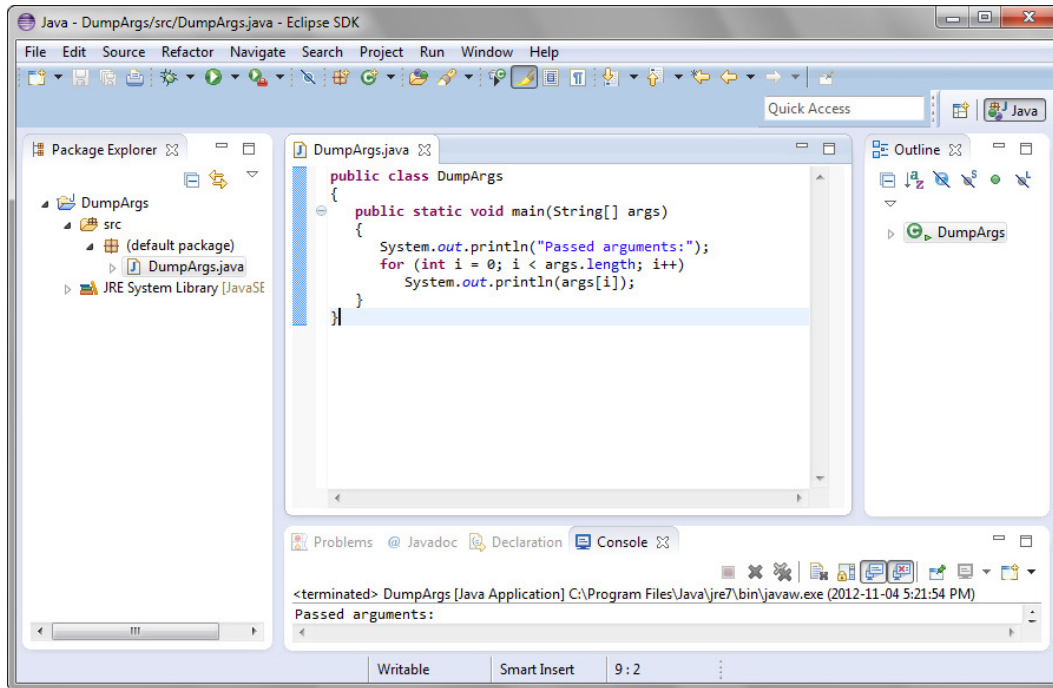 Java - DumpArgs/src/DumpArgs.java - Eclipse SDK
File Edit Source Refactor Navigate Search Project Run Window Help
Quick Access
Java
Package Explorer
DumpArgs
src
(default package)
DumpArgs.java
JRE System Library [JavaSE
DumpArgs.java
public class DumpArgs
{
public static void main(String[] args)
{
System.out.println("Passed arguments:");
for (int i = 0; i < args.length; i++)
System.out.println(args[i]);
}
}
Outline
DumpArgs
Problems @ Javadoc Declaration Console
<terminated> DumpArgs [Java Application] C:\Program Files\Java\jre7\bin\javaw.exe (2012-11-04 5:21:54 PM)
Passed arguments:
Writable Smart Insert 9 : 2